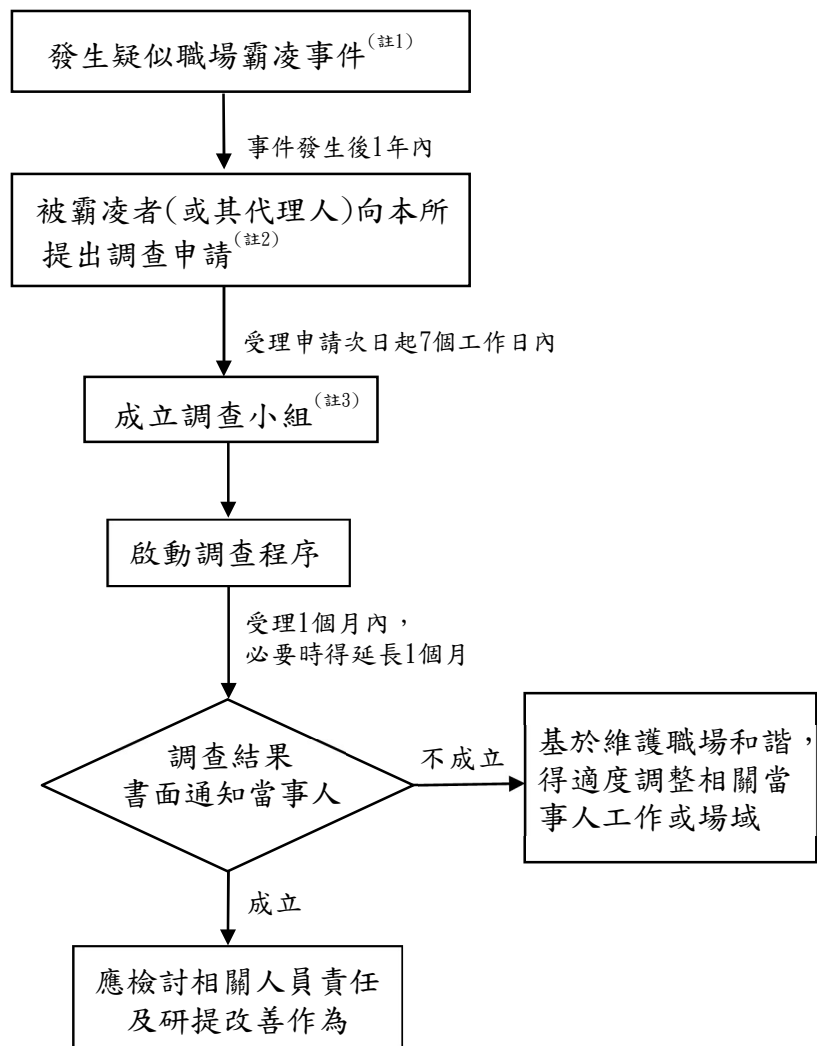 發生疑似職場霸凌事件(註1)
事件發生後1年內
被霸凌者(或其代理人)向本所
提出調查申請(註2)
受理申請次日起7個工作日內
成立調查小組(註3)
啟動調查程序
受理1個月內，
必要時得延長1個月
調查結果
書面通知當事人
不成立
基於維護職場和諧，
得適度調整相關當
事人工作或場域
成立
應檢討相關人員責任
及研提改善作為